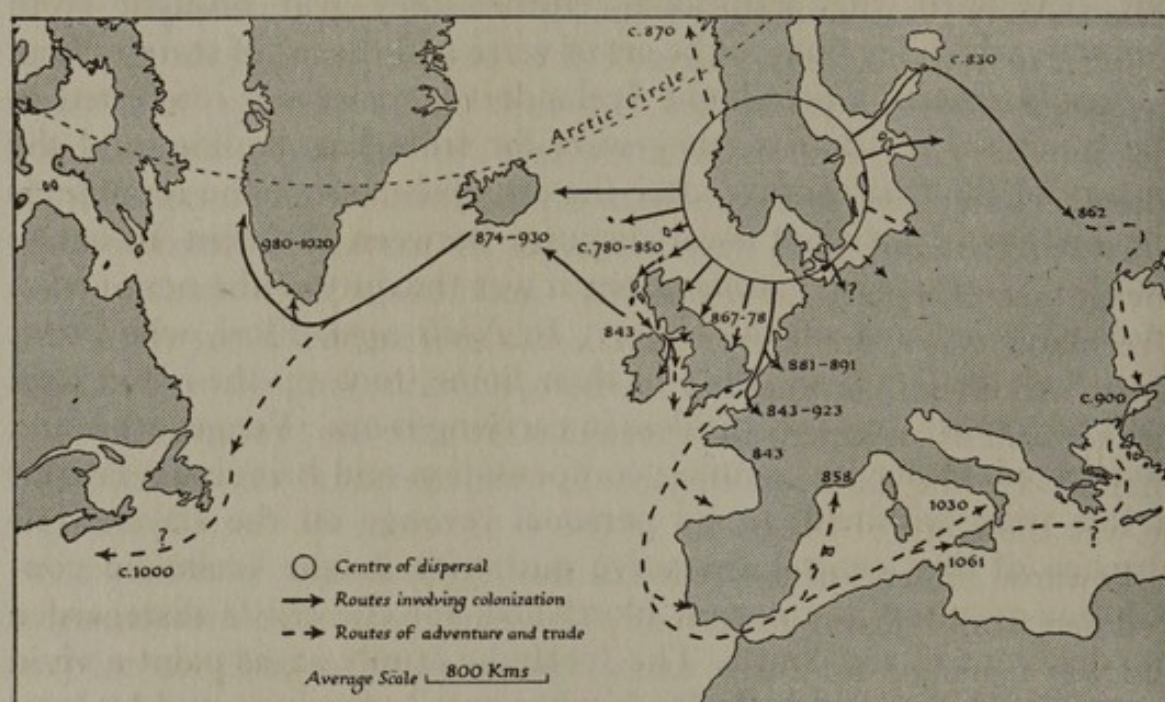 c.870
c.830
Arctic Circle
862
980-1020
874-930
c.780-850
843
867-78
881-891
843-923
843
c.900
858
1030
?
1061
?
?
c.1000
Centre of dispersal
Routes involving colonization
Routes of adventure and trade
Average Scale 800 Kms